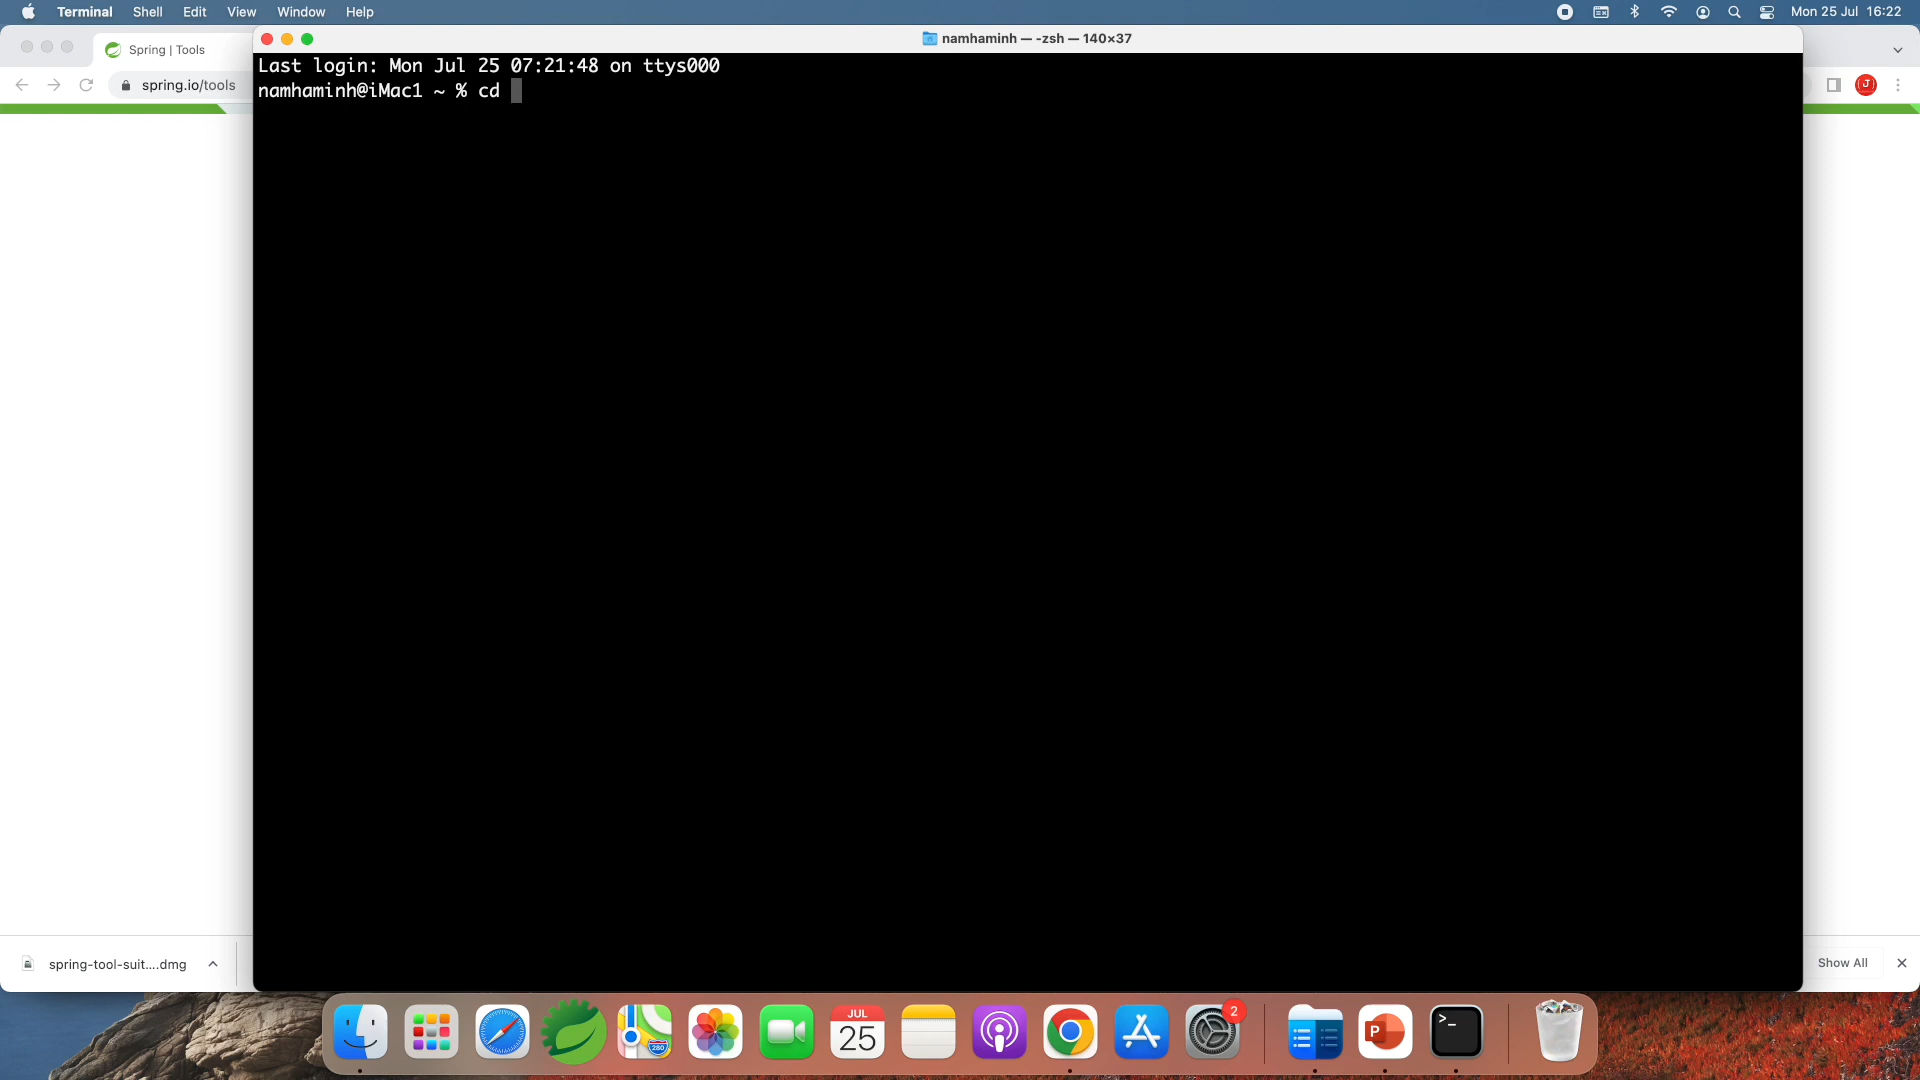 Terminal Shell Edit View Window Help
Mon 25 Jul 16:22
Spring | Tools
namhaminh — -zsh — 140×37
spring.io/tools
J
Last login: Mon Jul 25 07:21:48 on ttys000
namhaminh@iMac1 ~ % cd
spring-tool-suit....dmg
Show All
JUL
25
280
2
P
>_